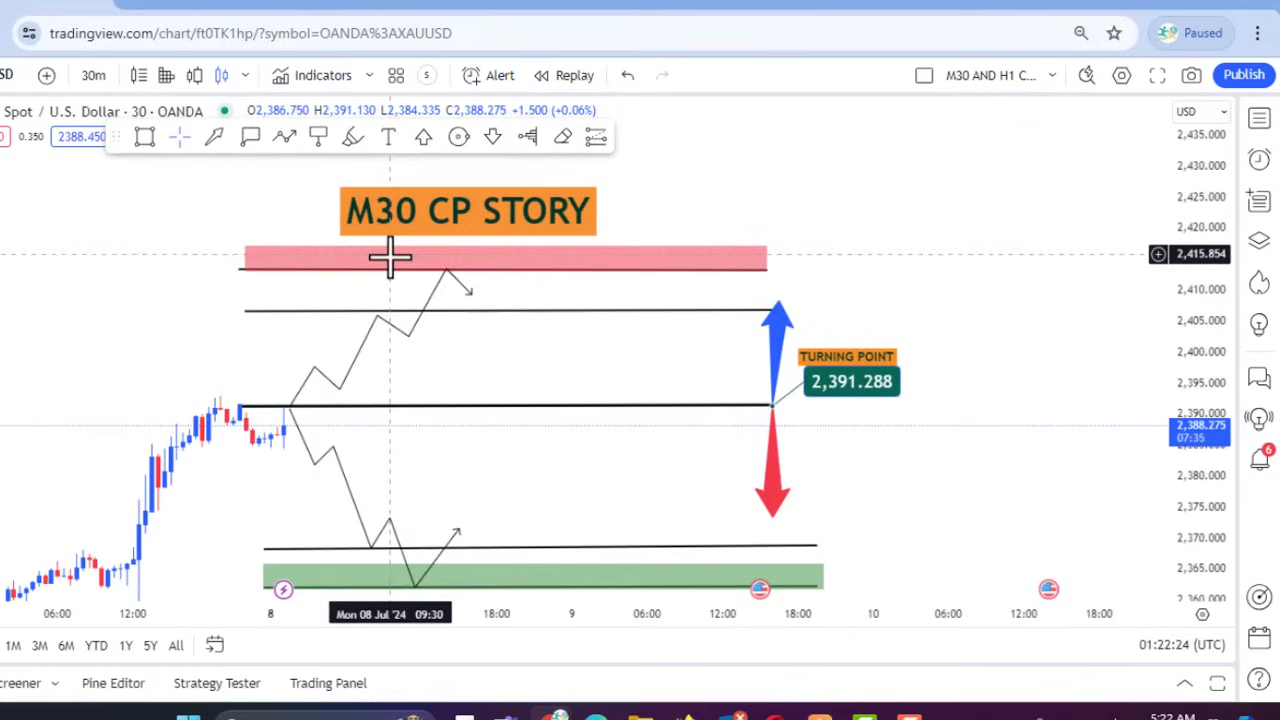 tradingview.com/chart/ft0TK1hp/?symbol=OANDA%3AXAUUSD
Paused
SD
30m
Indicators
S
Alert
Replay
M30 AND H1 C...
Publish
Spot / U.S. Dollar · 30 · OANDA
O2,386.750 H2,391.130 L2,384.335 C2,388.275 +1.500 (+0.06%)
USD
0
0.350
2388.450
T
2,435.000
2,430.000
2,425.000
2,420.000
M30 CP STORY
2,415.854
2,410.000
2,405.000
2,400.000
TURNING POINT
2,391.288
2,395.000
2,390.000
2,388.275
07:35
6
2,380.000
2,375.000
2,370.000
2,365.000
2,360.000
06:00
12:00
8
Mon 08 Jul '24 09:30
18:00
9
06:00
12:00
18:00
10
06:00
12:00
18:00
1M
3M
6M
YTD
1Y
5Y
All
01:22:24 (UTC)
creener
Pine Editor
Strategy Tester
Trading Panel
5:22 AM